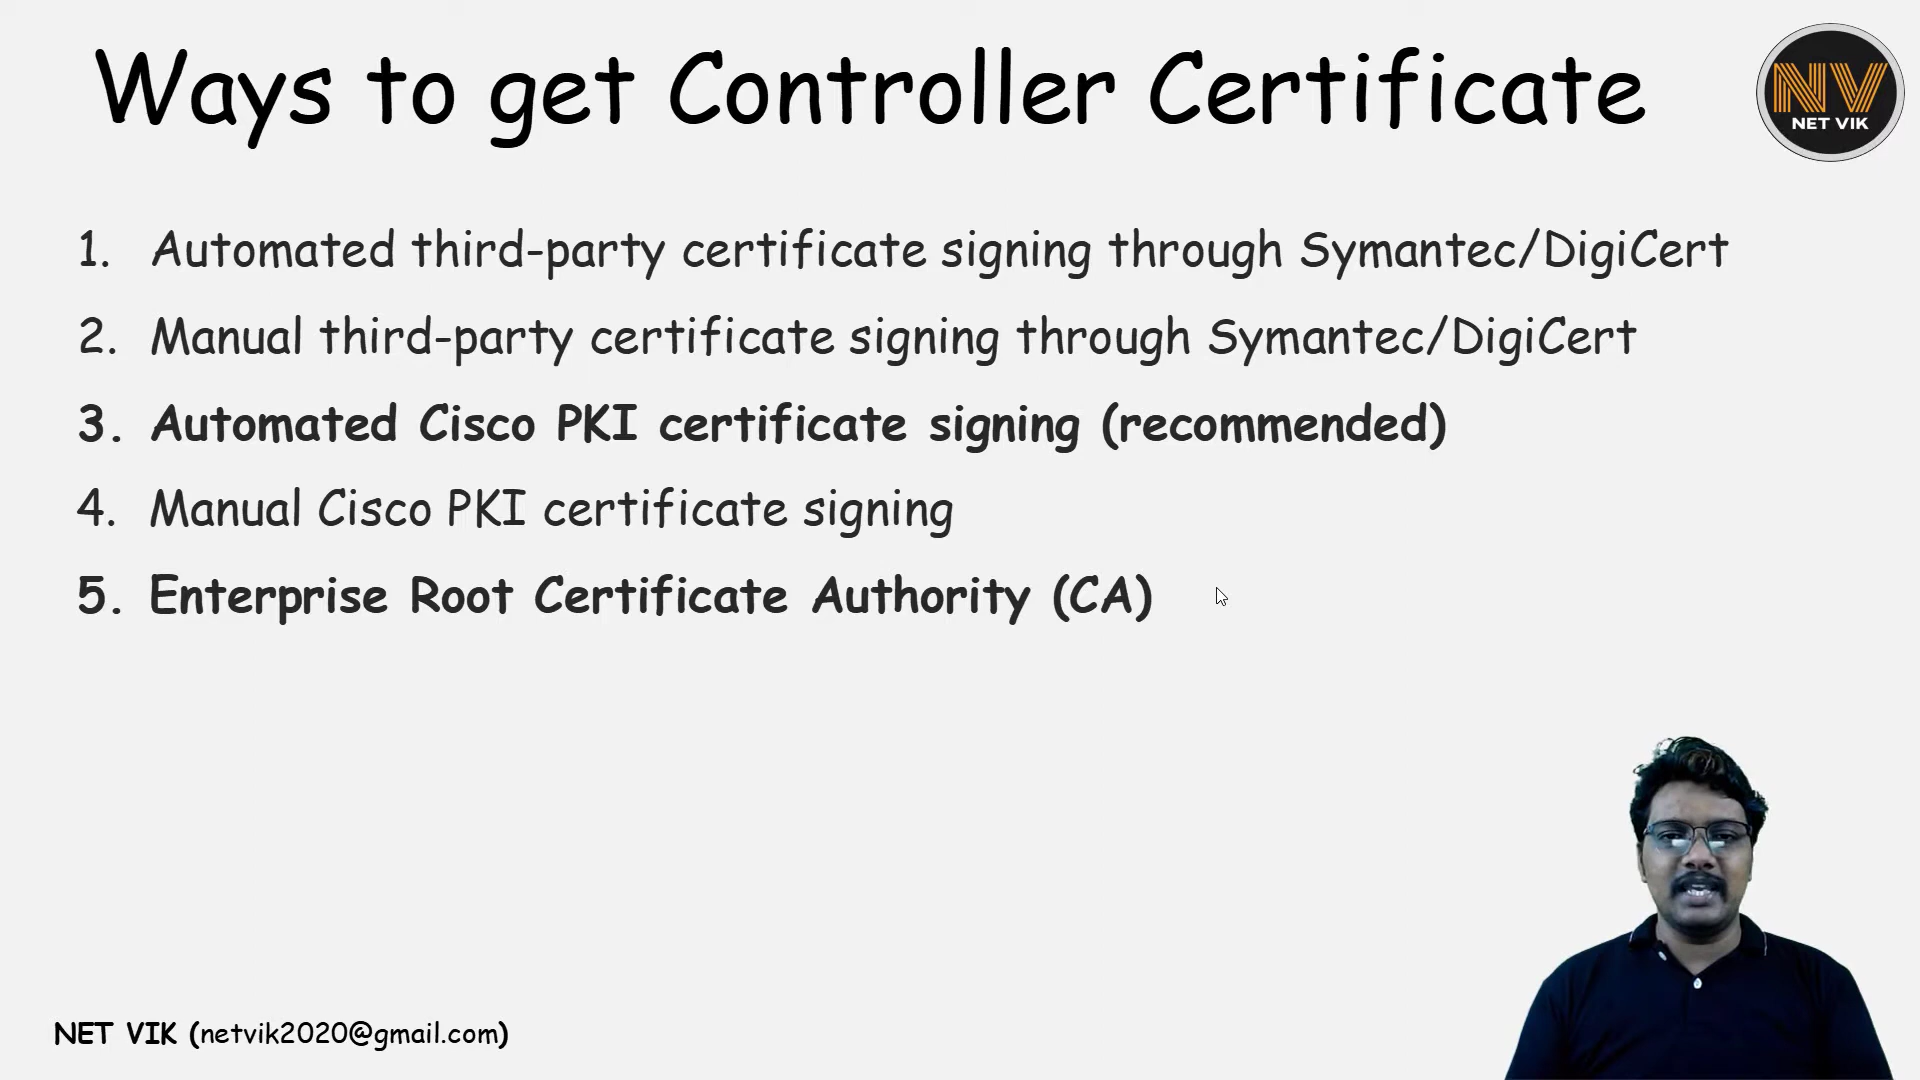 Ways to get Controller Certificate
NV
NET VIK
1. Automated third-party certificate signing through Symantec/DigiCert
2. Manual third-party certificate signing through Symantec/DigiCert
3. Automated Cisco PKI certificate signing (recommended)
4. Manual Cisco PKI certificate signing
5. Enterprise Root Certificate Authority (CA)
NET VIK (netvik2020@gmail.com)